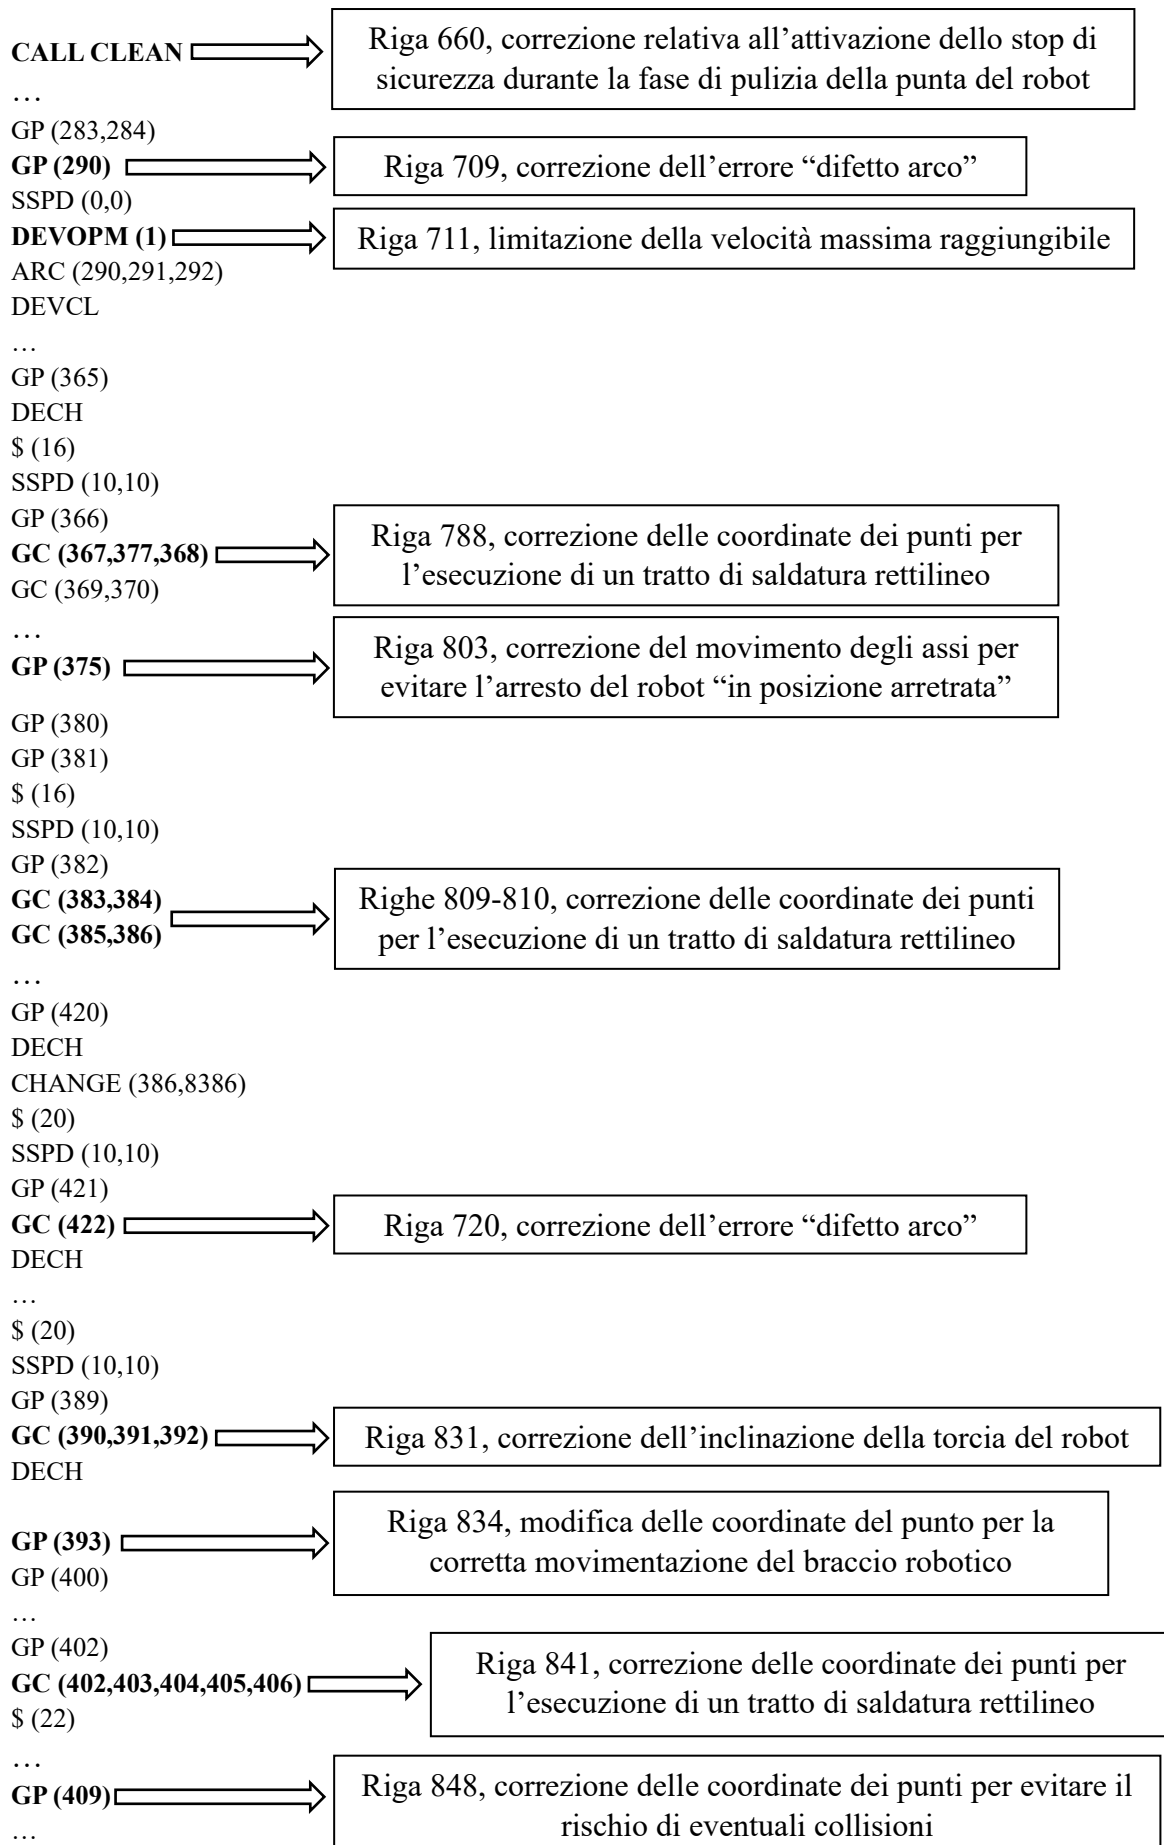 CALL CLEAN
Riga 660, correzione relativa all’attivazione dello stop di
sicurezza durante la fase di pulizia della punta del robot
…
GP (283,284)
GP (290)
Riga 709, correzione dell’errore “difetto arco”
SSPD (0,0)
DEVOPM (1)
Riga 711, limitazione della velocità massima raggiungibile
ARC (290,291,292)
DEVCL
…
GP (365)
DECH
$ (16)
SSPD (10,10)
GP (366)
GC (367,377,368)
Riga 788, correzione delle coordinate dei punti per
l’esecuzione di un tratto di saldatura rettilineo
GC (369,370)
…
GP (375)
Riga 803, correzione del movimento degli assi per
evitare l’arresto del robot “in posizione arretrata”
GP (380)
GP (381)
$ (16)
SSPD (10,10)
GP (382)
GC (383,384)
GC (385,386)
Righe 809-810, correzione delle coordinate dei punti
per l’esecuzione di un tratto di saldatura rettilineo
…
GP (420)
DECH
CHANGE (386,8386)
$ (20)
SSPD (10,10)
GP (421)
GC (422)
Riga 720, correzione dell’errore “difetto arco”
DECH
…
$ (20)
SSPD (10,10)
GP (389)
GC (390,391,392)
Riga 831, correzione dell’inclinazione della torcia del robot
DECH
GP (393)
Riga 834, modifica delle coordinate del punto per la
corretta movimentazione del braccio robotico
GP (400)
…
GP (402)
GC (402,403,404,405,406)
Riga 841, correzione delle coordinate dei punti per
l’esecuzione di un tratto di saldatura rettilineo
$ (22)
…
GP (409)
Riga 848, correzione delle coordinate dei punti per evitare il
rischio di eventuali collisioni
…